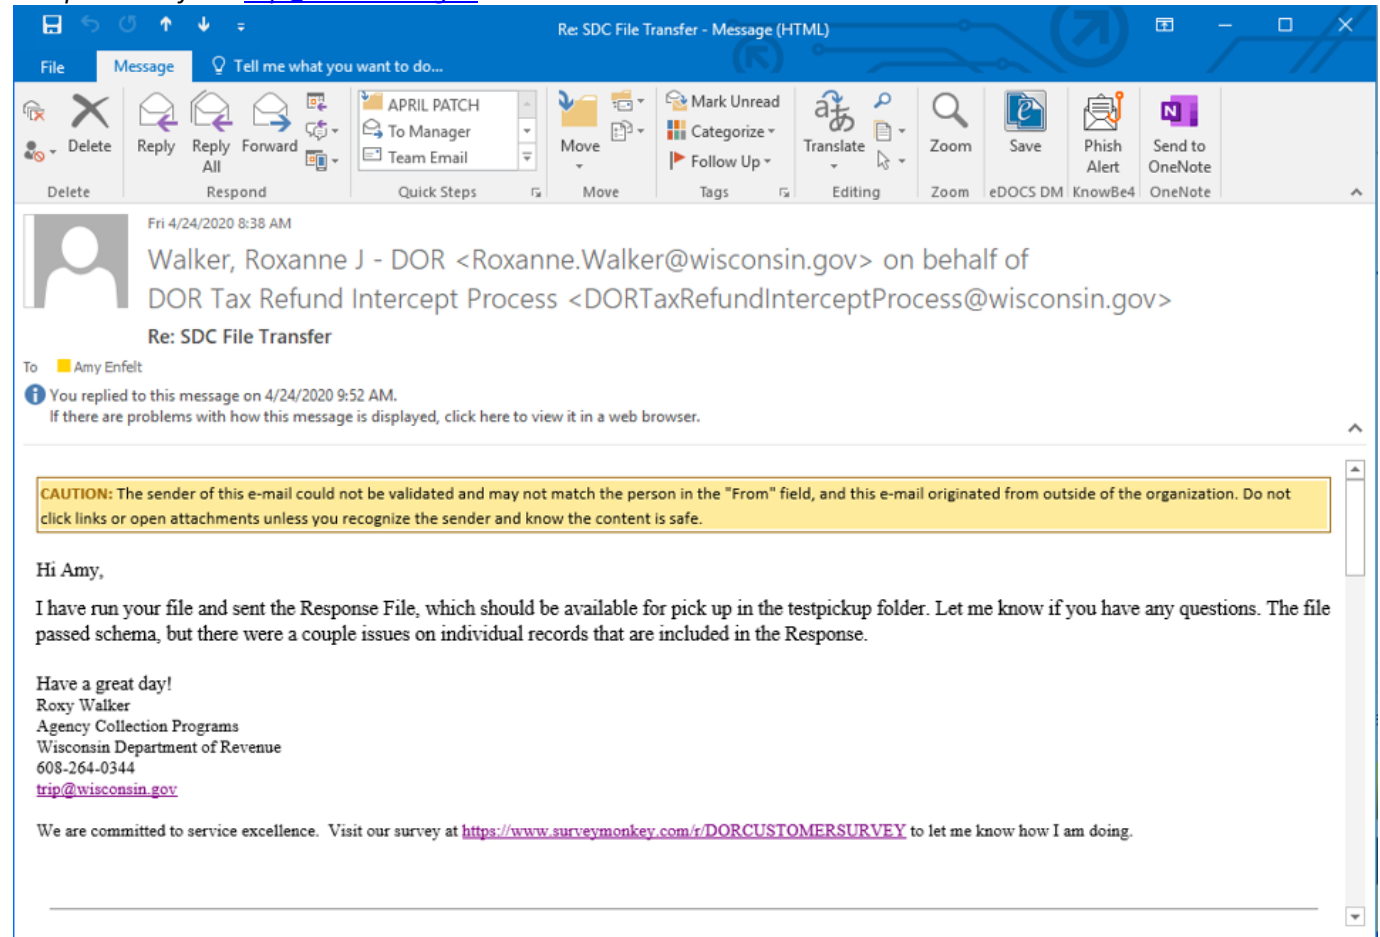 Re: SDC File Transfer - Message (HTML)
File Message Tell me what you want to do...
Delete
Reply
Reply All
Forward
APRIL PATCH
To Manager
Team Email
Move
Mark Unread
Categorize
Follow Up
Translate
Zoom
Save
Phish Alert
Send to OneNote
Delete Respond Quick Steps Move Tags Editing Zoom eDOCS DM KnowBe4 OneNote
Fri 4/24/2020 8:38 AM
Walker, Roxanne J - DOR <Roxanne.Walker@wisconsin.gov> on behalf of
DOR Tax Refund Intercept Process <DORTaxRefundInterceptProcess@wisconsin.gov>
Re: SDC File Transfer
To Amy Enfelt
You replied to this message on 4/24/2020 9:52 AM.
If there are problems with how this message is displayed, click here to view it in a web browser.
CAUTION: The sender of this e-mail could not be validated and may not match the person in the "From" field, and this e-mail originated from outside of the organization. Do not
click links or open attachments unless you recognize the sender and know the content is safe.
Hi Amy,
I have run your file and sent the Response File, which should be available for pick up in the testpickup folder. Let me know if you have any questions. The file
passed schema, but there were a couple issues on individual records that are included in the Response.
Have a great day!
Roxy Walker
Agency Collection Programs
Wisconsin Department of Revenue
608-264-0344
trip@wisconsin.gov
We are committed to service excellence. Visit our survey at https://www.surveymonkey.com/r/DORCUSTOMERSURVEY to let me know how I am doing.